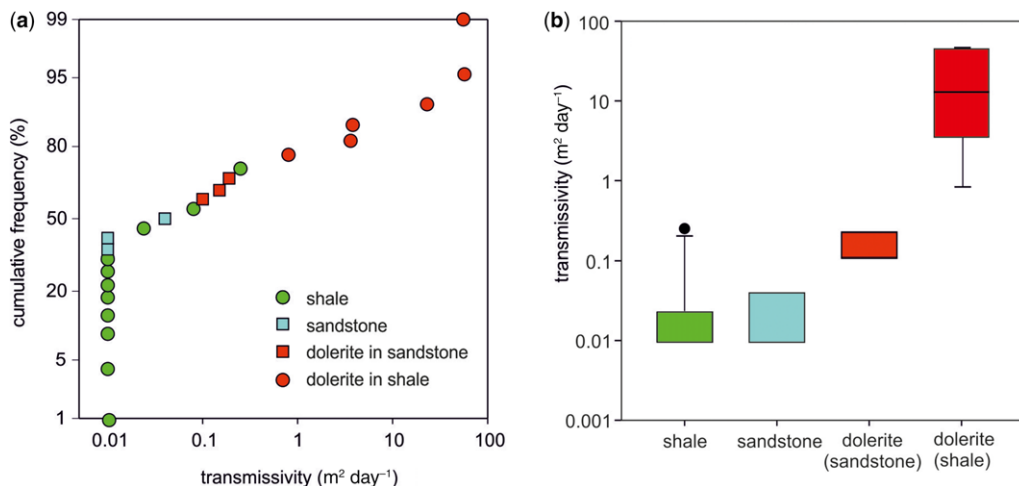 (a)
99
95
80
50
20
5
1
cumulative frequency (%)
shale
sandstone
dolerite in sandstone
dolerite in shale
0.01 0.1 1 10 100
transmissivity (m² day⁻¹)
(b)
100
10
1
0.1
0.01
0.001
transmissivity (m² day⁻¹)
shale sandstone dolerite (sandstone) dolerite (shale)